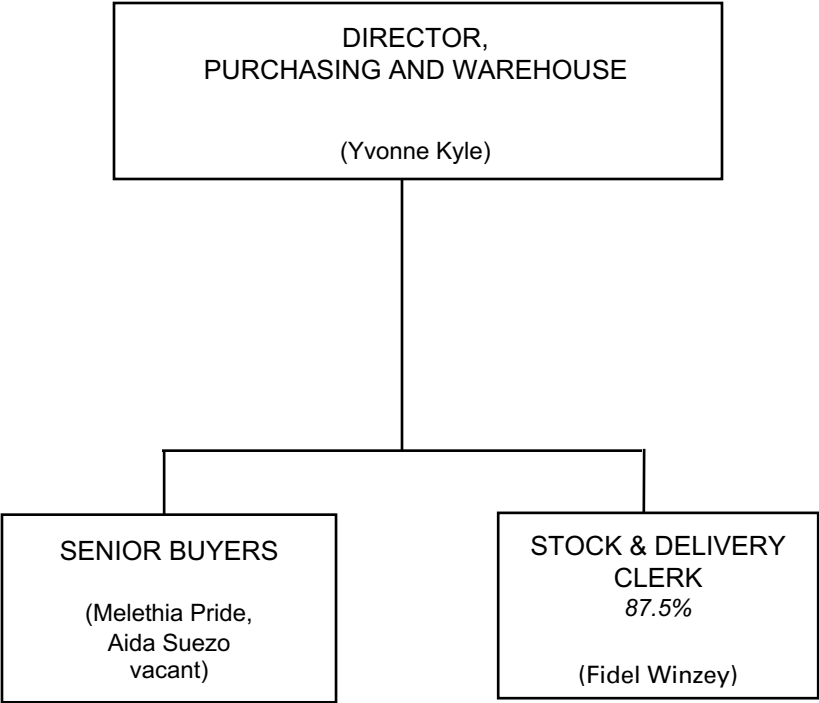 DIRECTOR,
PURCHASING AND WAREHOUSE
(Yvonne Kyle)
SENIOR BUYERS
(Melethia Pride,
Aida Suezo
vacant)
STOCK & DELIVERY
CLERK
87.5%
(Fidel Winzey)